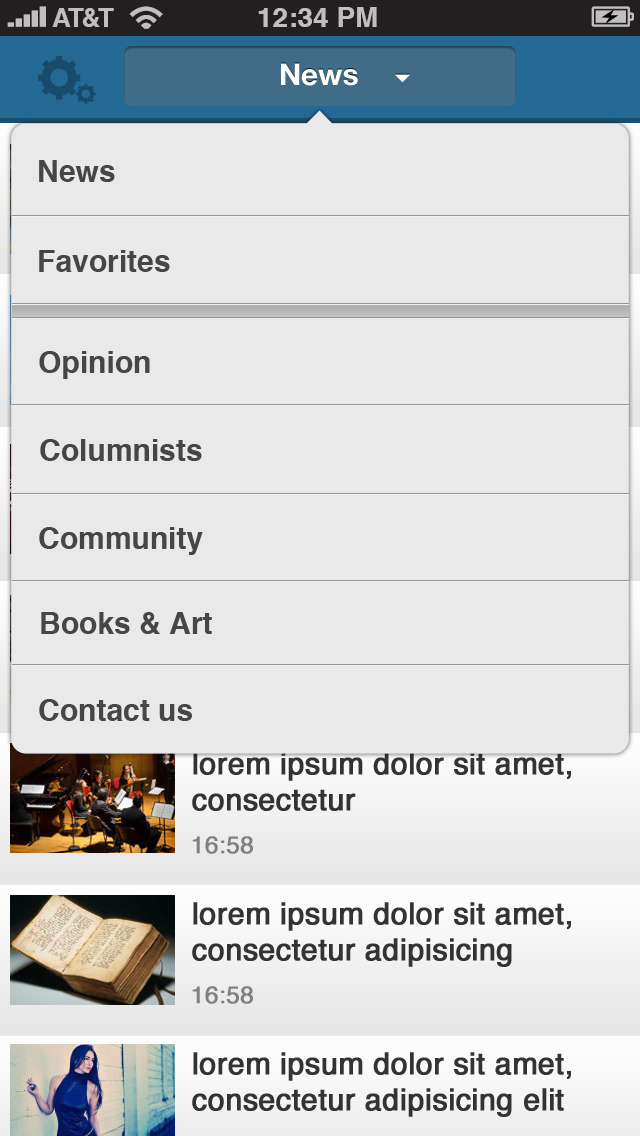 AT&T 12:34 PM
News
News
Favorites
Opinion
Columnists
Community
Books & Art
Contact us
lorem ipsum dolor sit amet,
consectetur
16:58
lorem ipsum dolor sit amet,
consectetur adipisicing
16:58
lorem ipsum dolor sit amet,
consectetur adipisicing elit